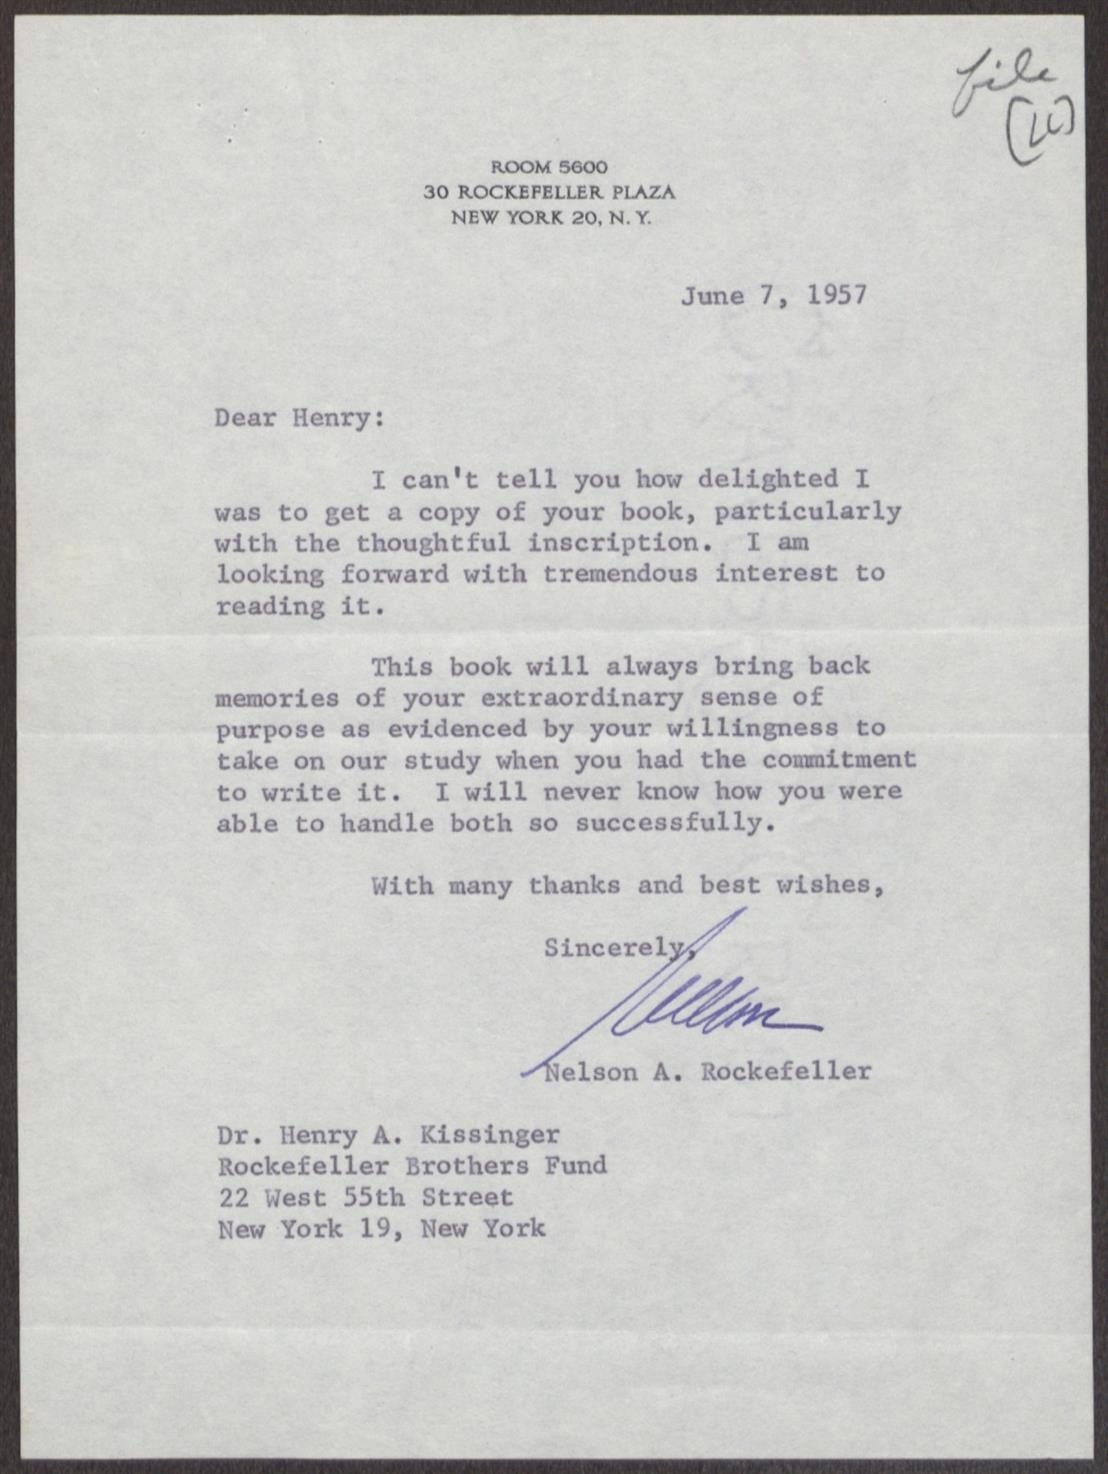 file
ROOM 5600
30 ROCKEFELLER PLAZA
NEW YORK 20, N. Y.
June 7, 1957
Dear Henry:
I can't tell you how delighted I
was to get a copy of your book, particularly
with the thoughtful inscription. I am
looking forward with tremendous interest to
reading it.
This book will always bring back
memories of your extraordinary sense of
purpose as evidenced by your willingness to
take on our study when you had the commitment
to write it. I will never know how you were
able to handle both so successfully.
With many thanks and best wishes,
Sincerely,
Nelson
Nelson A. Rockefeller
Dr. Henry A. Kissinger
Rockefeller Brothers Fund
22 West 55th Street
New York 19, New York